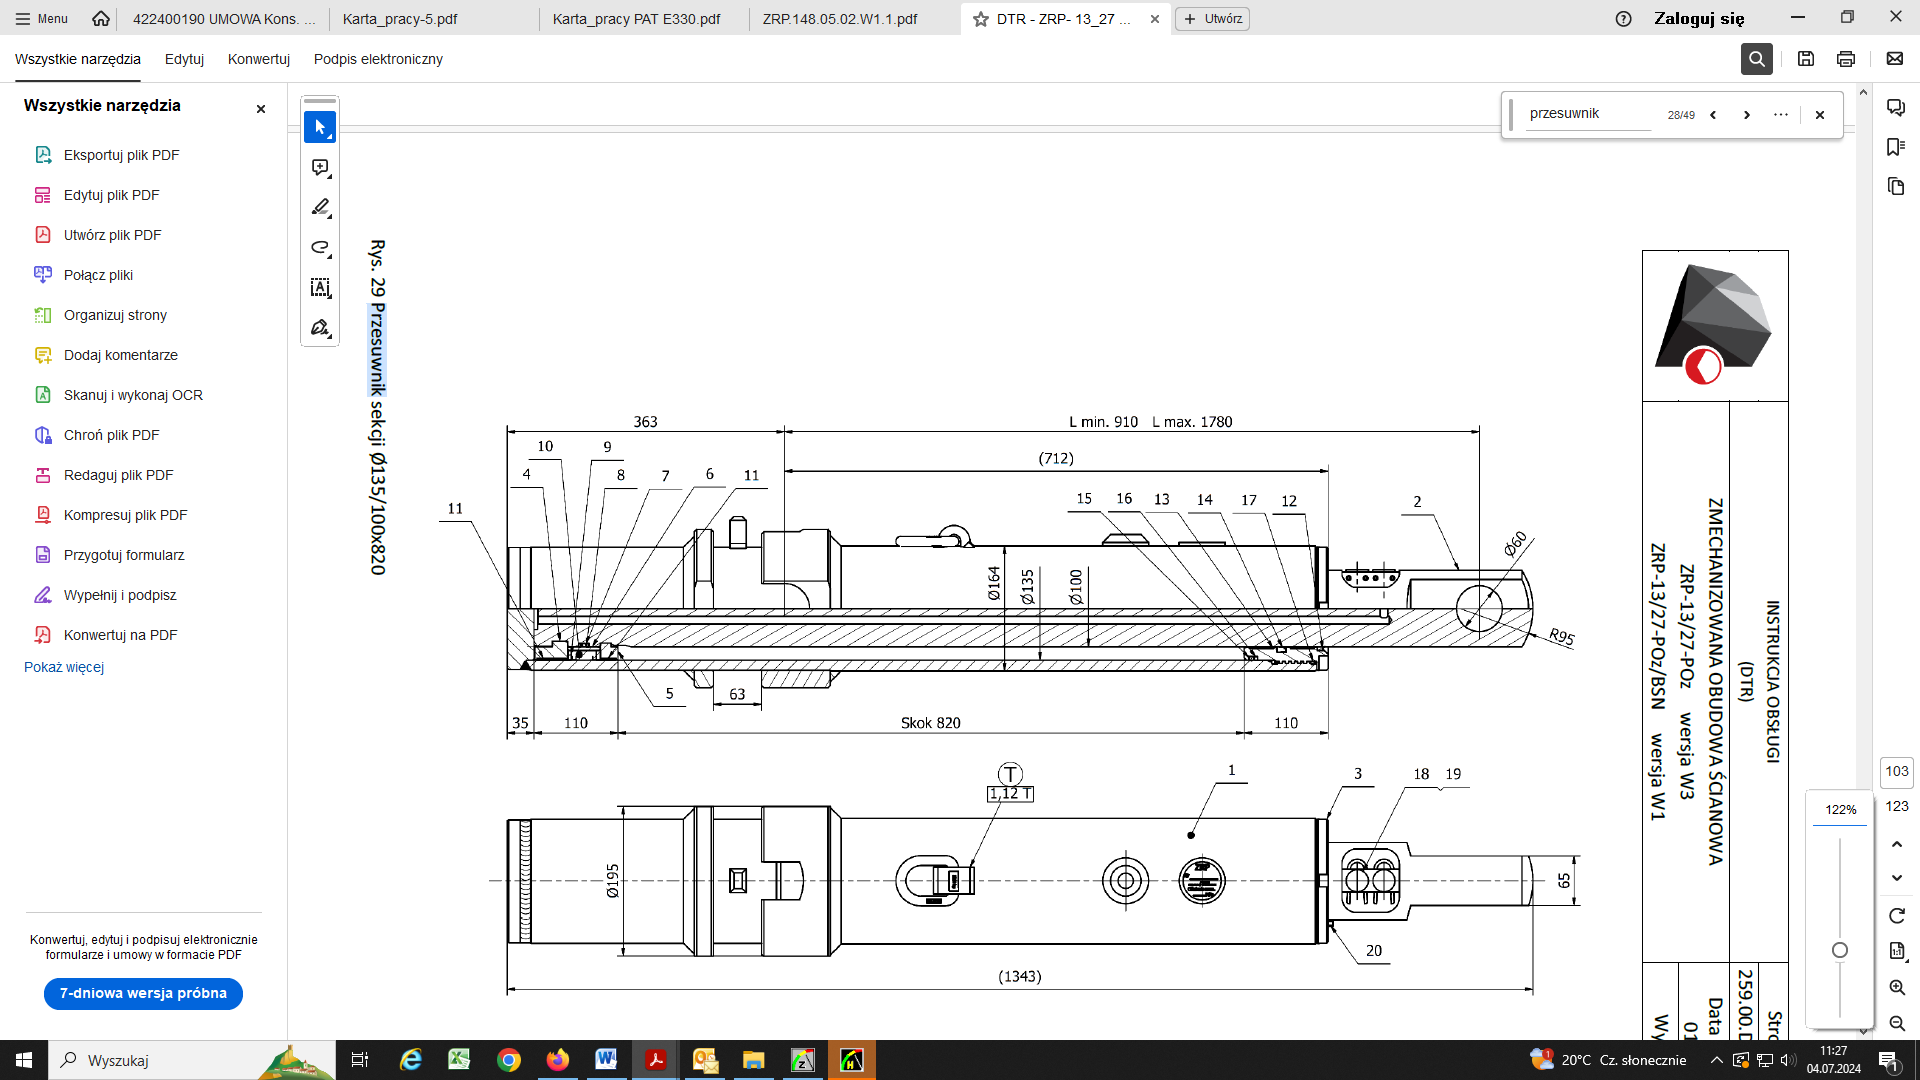 Menu
422400190 UMOWA Kons. ...
Karta_pracy-5.pdf
Karta_pracy PAT E330.pdf
ZRP.148.05.02.W1.1.pdf
DTR - ZRP- 13_27 ...
Utwórz
Zaloguj się
Wszystkie narzędzia
Edytuj
Konwertuj
Podpis elektroniczny
Wszystkie narzędzia
przesuwnik
28/49
Eksportuj plik PDF
Edytuj plik PDF
Utwórz plik PDF
Połącz pliki
Organizuj strony
Dodaj komentarze
Skanuj i wykonaj OCR
Chroń plik PDF
Redaguj plik PDF
Kompresuj plik PDF
Przygotuj formularz
Wypełnij i podpisz
Konwertuj na PDF
Pokaż więcej
Konwertuj, edytuj i podpisuj elektronicznie
formularze i umowy w formacie PDF
7-dniowa wersja próbna
Rys. 29 Przesuwnik sekcji Ø135/100x820
363
L min. 910 L max. 1780
(712)
10
9
4
8
7
6
11
11
15
16
13
14
17
12
2
Ø60
Ø164
Ø135
Ø100
R95
5
63
35
110
Skok 820
110
T
1,12 T
1
3
18
19
Ø195
65
20
(1343)
INSTRUKCJA OBSŁUGI
(DTR)
ZMECHANIZOWANA OBUDOWA ŚCIANOWA
ZRP-13/27-POz wersja W3
ZRP-13/27-POz/BSN wersja W1
Stro
259.00.D
Data
01
Wy
103
123
122%
Wyszukaj
20°C Cz. słonecznie
11:27
04.07.2024